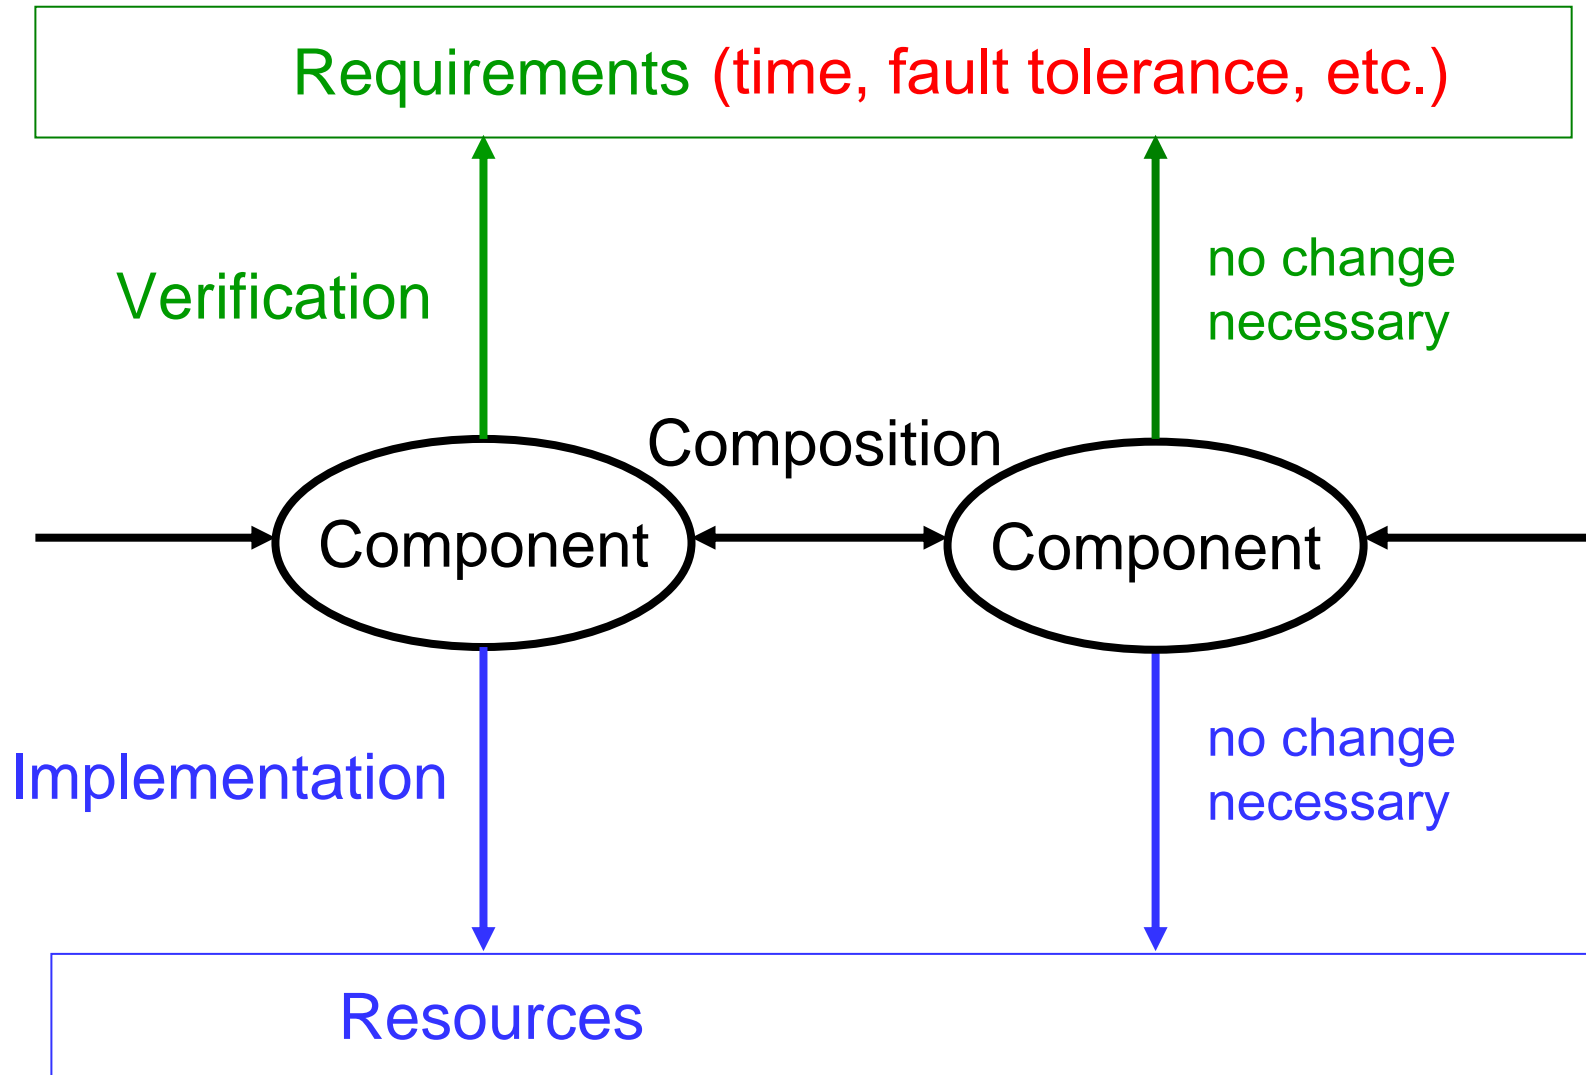 Requirements (time, fault tolerance, etc.)
Verification
no change
necessary
Composition
Component
Component
Implementation
no change
necessary
Resources